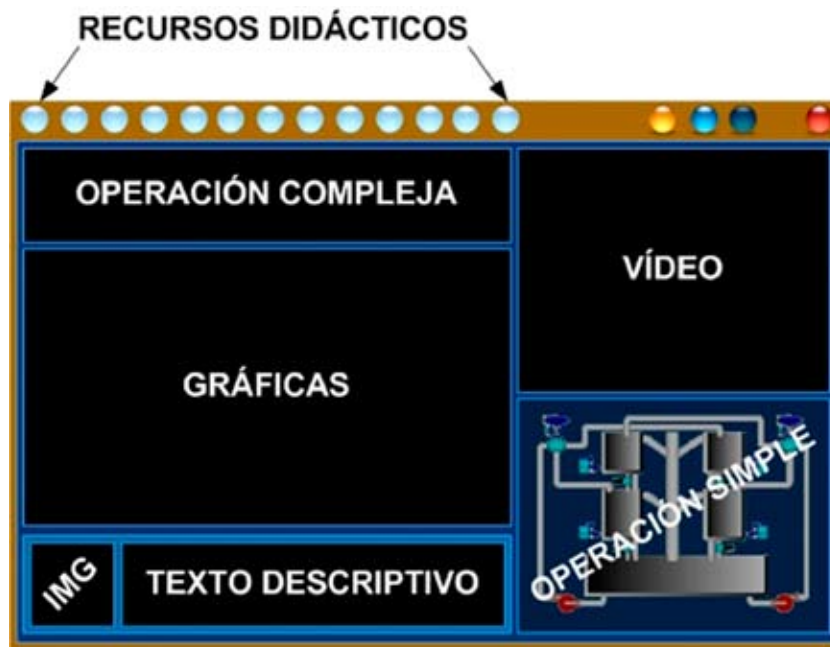 RECURSOS DIDÁCTICOS
OPERACIÓN COMPLEJA
VÍDEO
GRÁFICAS
OPERACIÓN SIMPLE
IMG
TEXTO DESCRIPTIVO